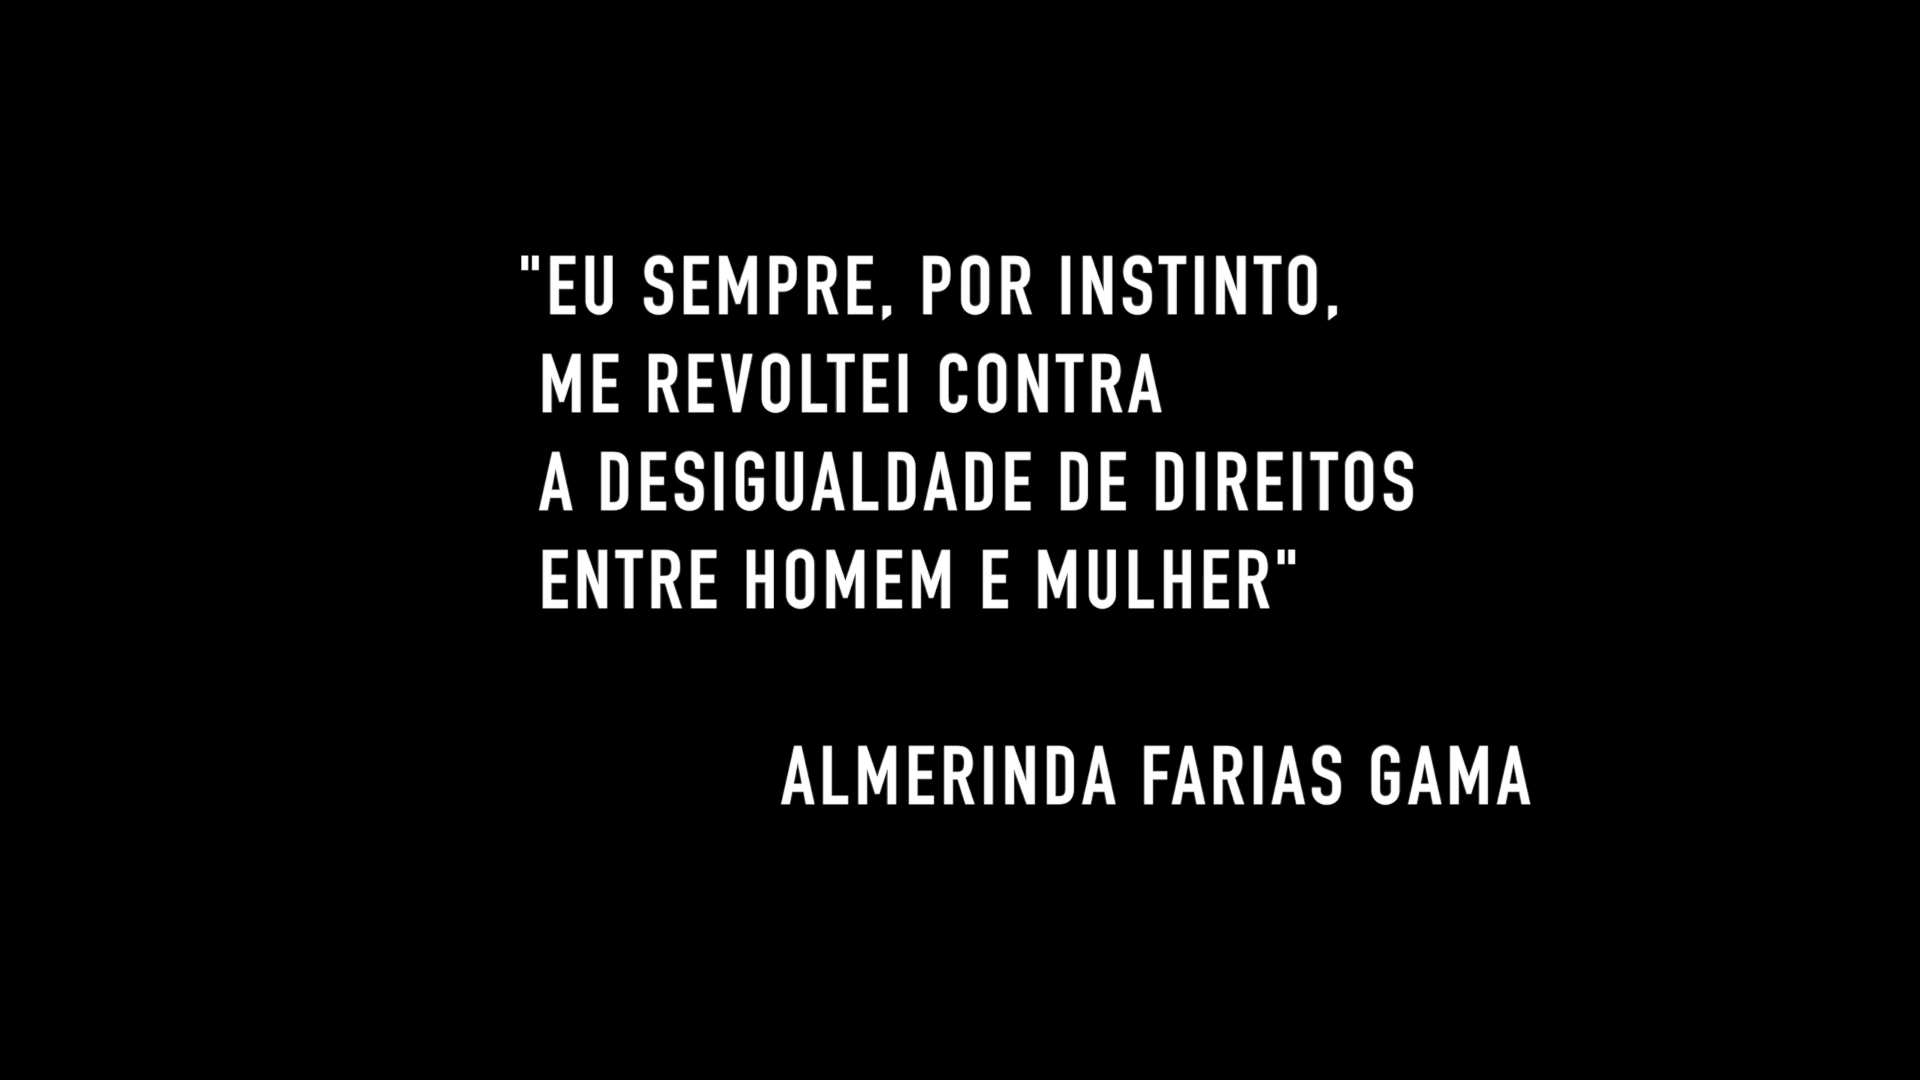 "EU SEMPRE, POR INSTINTO,
ME REVOLTEI CONTRA
A DESIGUALDADE DE DIREITOS
ENTRE HOMEM E MULHER"
ALMERINDA FARIAS GAMA